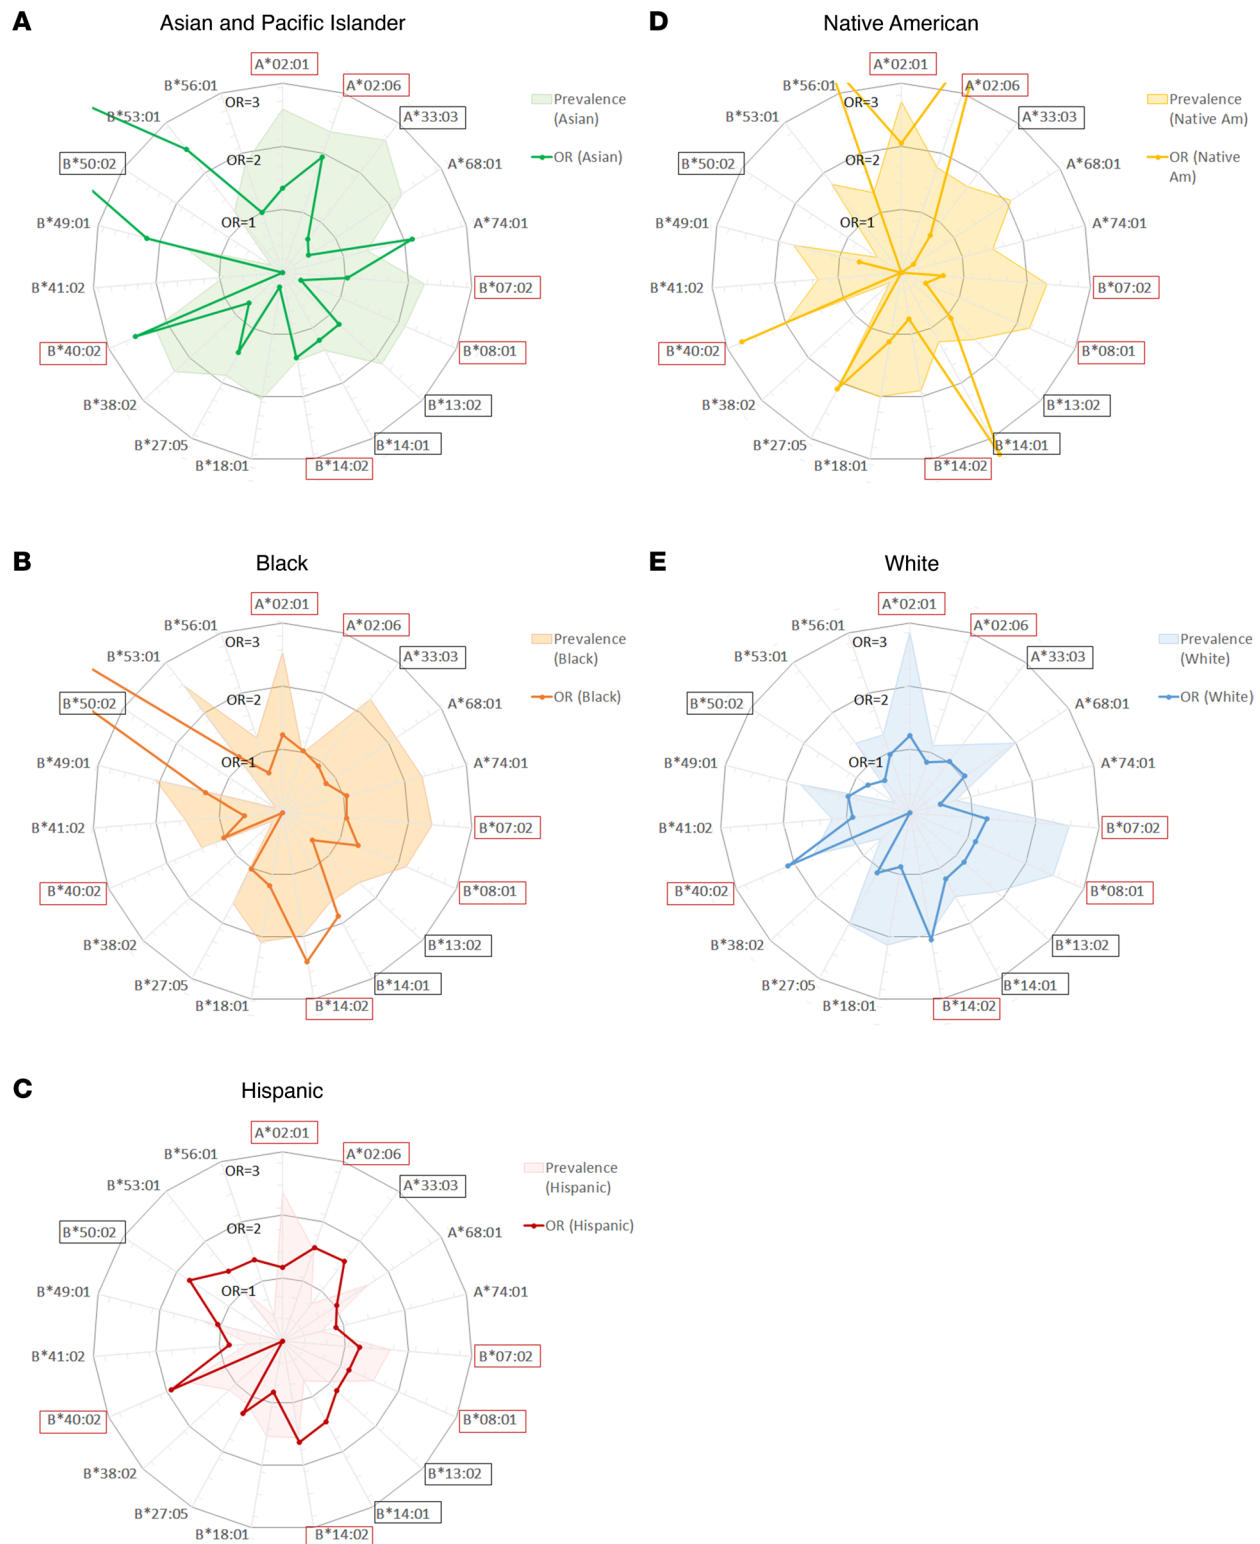 A
Asian and Pacific Islander
A*02:01
A*02:06
A*33:03
A*68:01
A*74:01
B*07:02
B*08:01
B*13:02
B*14:01
B*14:02
B*18:01
B*27:05
B*38:02
B*40:02
B*41:02
B*49:01
B*50:02
B*53:01
B*56:01
OR=3
OR=2
OR=1
Prevalence
(Asian)
OR (Asian)
D
Native American
A*02:01
A*02:06
A*33:03
A*68:01
A*74:01
B*07:02
B*08:01
B*13:02
B*14:01
B*14:02
B*18:01
B*27:05
B*38:02
B*40:02
B*41:02
B*49:01
B*50:02
B*53:01
B*56:01
OR=3
OR=2
OR=1
Prevalence
(Native Am)
OR (Native
Am)
B
Black
A*02:01
A*02:06
A*33:03
A*68:01
A*74:01
B*07:02
B*08:01
B*13:02
B*14:01
B*14:02
B*18:01
B*27:05
B*38:02
B*40:02
B*41:02
B*49:01
B*50:02
B*53:01
B*56:01
OR=3
OR=2
OR=1
Prevalence
(Black)
OR (Black)
E
White
A*02:01
A*02:06
A*33:03
A*68:01
A*74:01
B*07:02
B*08:01
B*13:02
B*14:01
B*14:02
B*18:01
B*27:05
B*38:02
B*40:02
B*41:02
B*49:01
B*50:02
B*53:01
B*56:01
OR=3
OR=2
OR=1
Prevalence
(White)
OR (White)
C
Hispanic
A*02:01
A*02:06
A*33:03
A*68:01
A*74:01
B*07:02
B*08:01
B*13:02
B*14:01
B*14:02
B*18:01
B*27:05
B*38:02
B*40:02
B*41:02
B*49:01
B*50:02
B*53:01
B*56:01
OR=3
OR=2
OR=1
Prevalence
(Hispanic)
OR (Hispanic)